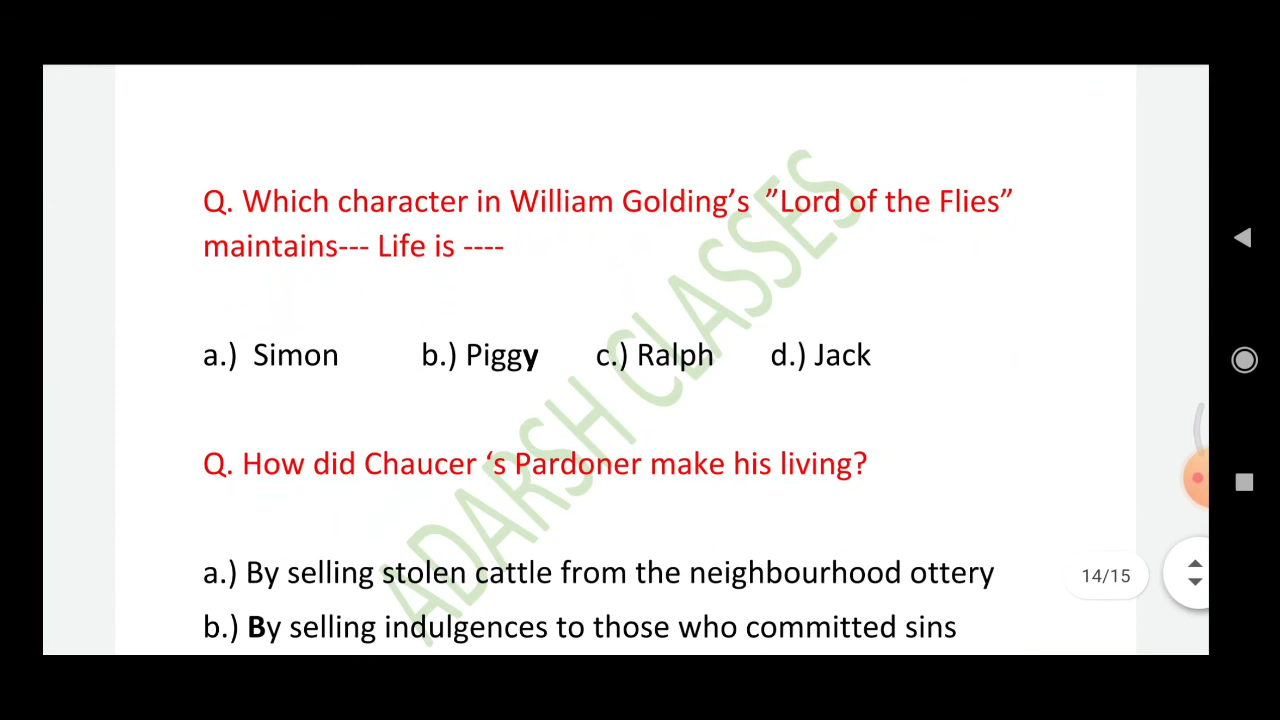 Q. Which character in William Golding’s ”Lord of the Flies”
maintains--- Life is ----
a.) Simon b.) Piggy c.) Ralph d.) Jack
Q. How did Chaucer ‘s Pardoner make his living?
a.) By selling stolen cattle from the neighbourhood ottery
b.) By selling indulgences to those who committed sins
14/15
ADARSH CLASSES